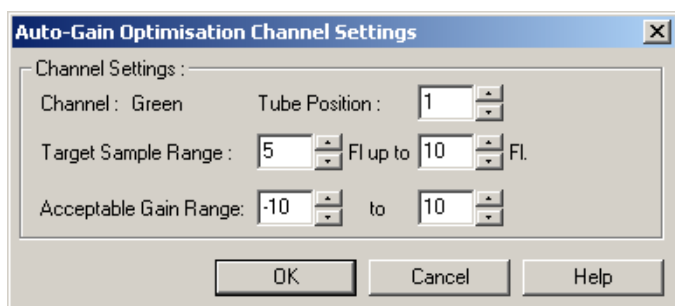 Auto-Gain Optimisation Channel Settings
Channel Settings :
Channel : Green Tube Position : 1
Target Sample Range : 5 Fl up to 10 Fl.
Acceptable Gain Range: -10 to 10
OK Cancel Help